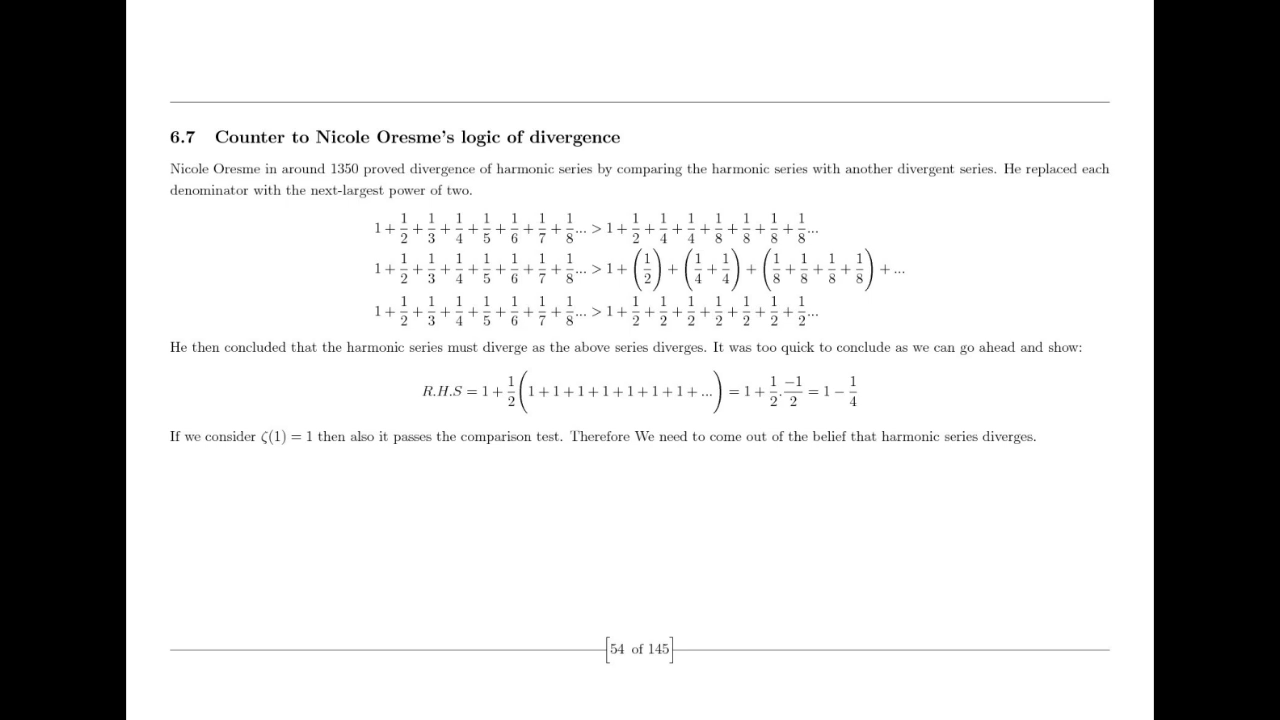 6.7 Counter to Nicole Oresme's logic of divergence
Nicole Oresme in around 1350 proved divergence of harmonic series by comparing the harmonic series with another divergent series. He replaced each
denominator with the next-largest power of two.
1 + 1/2 + 1/3 + 1/4 + 1/5 + 1/6 + 1/7 + 1/8... > 1 + 1/2 + 1/4 + 1/4 + 1/8 + 1/8 + 1/8 + 1/8...
1 + 1/2 + 1/3 + 1/4 + 1/5 + 1/6 + 1/7 + 1/8... > 1 + (1/2) + (1/4 + 1/4) + (1/8 + 1/8 + 1/8 + 1/8) + ...
1 + 1/2 + 1/3 + 1/4 + 1/5 + 1/6 + 1/7 + 1/8... > 1 + 1/2 + 1/2 + 1/2 + 1/2 + 1/2 + 1/2 + 1/2...
He then concluded that the harmonic series must diverge as the above series diverges. It was too quick to conclude as we can go ahead and show:
R.H.S = 1 + 1/2 (1 + 1 + 1 + 1 + 1 + 1 + 1 + ...) = 1 + 1/2 . -1/2 = 1 - 1/4
If we consider ζ(1) = 1 then also it passes the comparison test. Therefore We need to come out of the belief that harmonic series diverges.
[54 of 145]